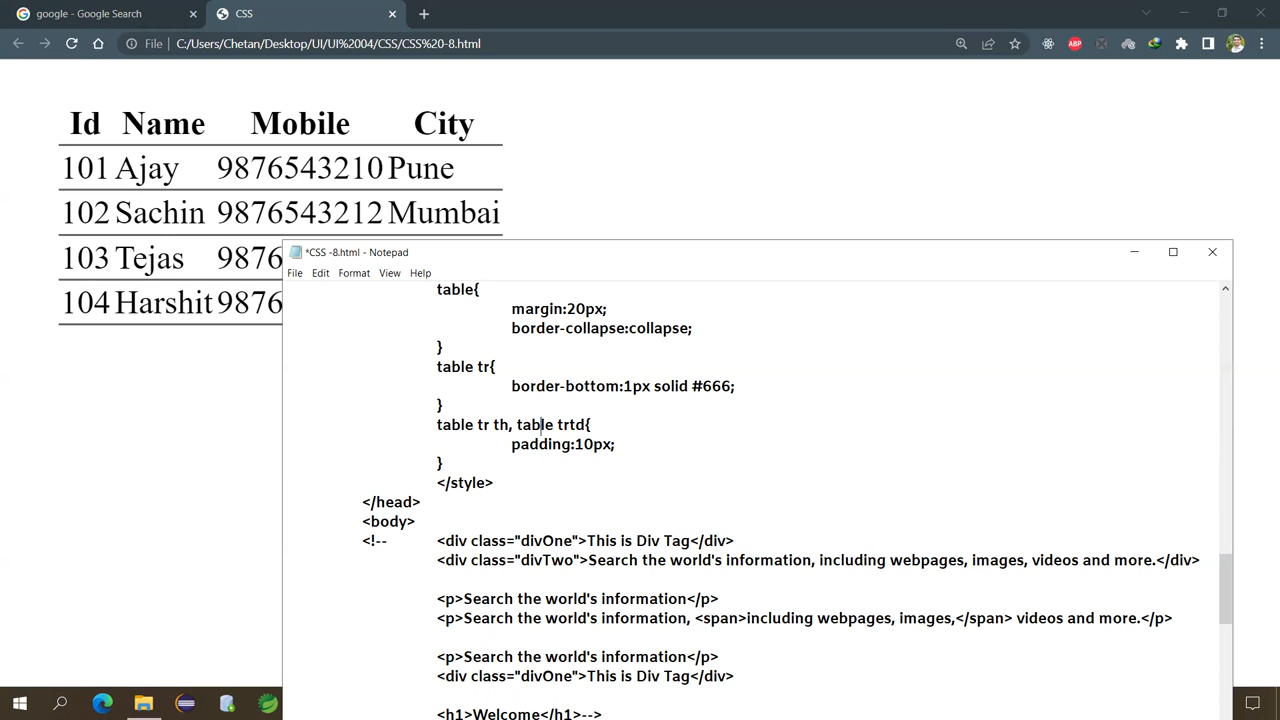 google - Google Search
CSS
File
C:/Users/Chetan/Desktop/UI/UI%2004/CSS/CSS%20-8.html
ABP
Id Name Mobile City
101 Ajay 9876543210 Pune
102 Sachin 9876543212 Mumbai
103 Tejas 9876
104 Harshit 9876
*CSS -8.html - Notepad
File Edit Format View Help
table{
margin:20px;
border-collapse:collapse;
}
table tr{
border-bottom:1px solid #666;
}
table tr th, table trtd{
padding:10px;
}
</style>
</head>
<body>
<!-- <div class="divOne">This is Div Tag</div>
<div class="divTwo">Search the world's information, including webpages, images, videos and more.</div>
<p>Search the world's information</p>
<p>Search the world's information, <span>including webpages, images,</span> videos and more.</p>
<p>Search the world's information</p>
<div class="divOne">This is Div Tag</div>
<h1>Welcome</h1>-->